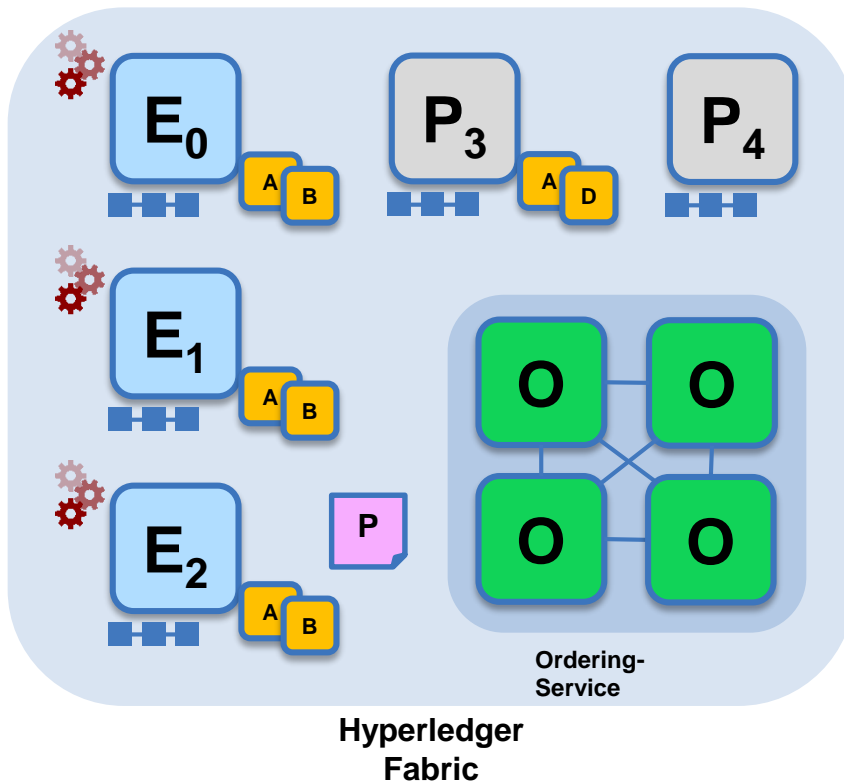 E0
A
B
P3
A
D
P4
E1
A
B
O
O
E2
A
B
P
O
O
Ordering-
Service
Hyperledger
Fabric